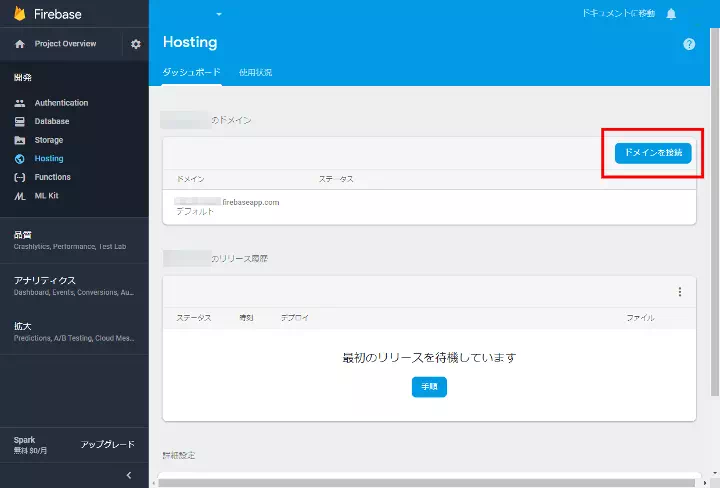 Firebase
ドキュメントに移動
Project Overview
Hosting
ダッシュボード
使用状況
開発
Authentication
Database
Storage
Hosting
Functions
ML Kit
品質
Crashlytics, Performance, Test Lab
アナリティクス
Dashboard, Events, Conversions, Au...
拡大
Predictions, A/B Testing, Cloud Mea...
Spark
無料 $0/月
アップグレード
のドメイン
ドメインを接続
ドメイン
ステータス
.firebaseapp.com
デフォルト
のリリース履歴
ステータス
時刻
デプロイ
ファイル
最初のリリースを待機しています
手順
詳細設定